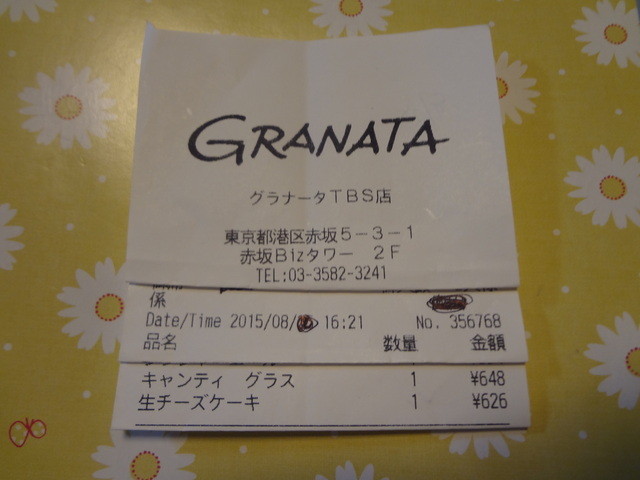 GRANATA
グラナータTBS店
東京都港区赤坂5-3-1
赤坂Bizタワー 2F
TEL:03-3582-3241
係
Date/Time 2015/08/ 16:21 No. 356768
品名 数量 金額
キャンティ グラス 1 ¥648
生チーズケーキ 1 ¥626